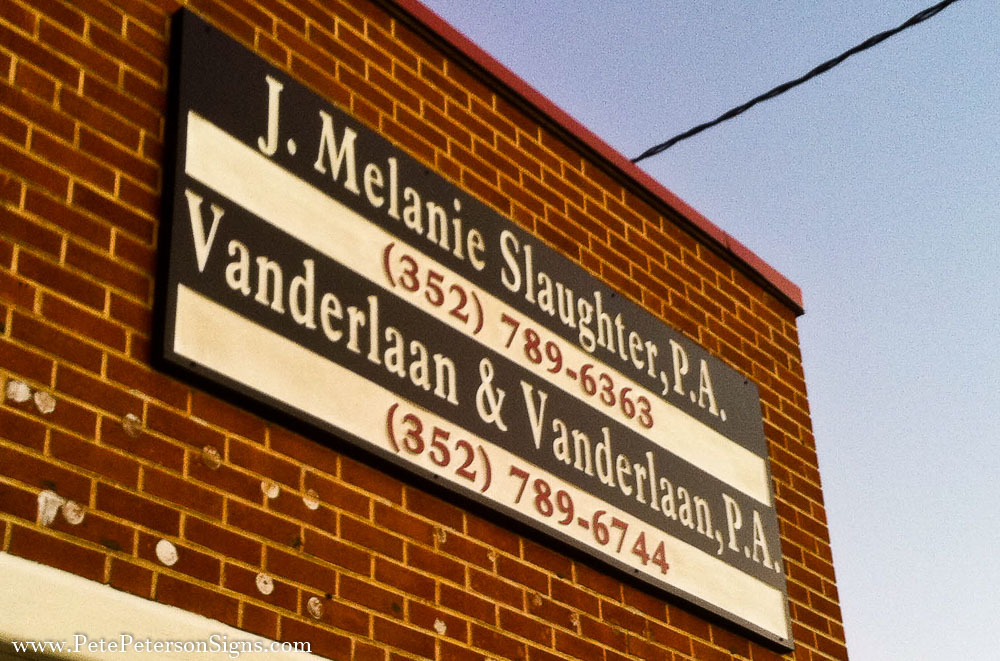 J. Melanie Slaughter, P.A.
(352) 789-6363
Vanderlaan & Vanderlaan, P.A.
(352) 789-6744
www.PetePetersonSigns.com